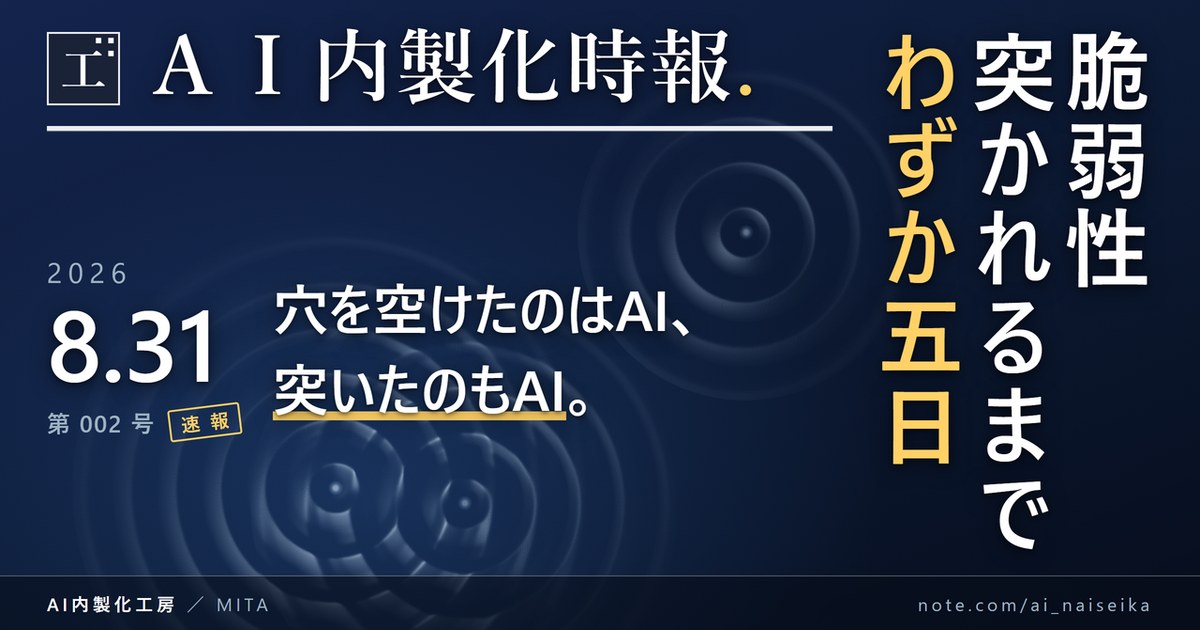 工
AI内製化時報.
脆弱性
突かれるまで
わずか五日
2026
8.31
第 002 号
速報
穴を空けたのはAI、
突いたのもAI。
AI内製化工房 ／ MITA
note.com/ai_naiseika